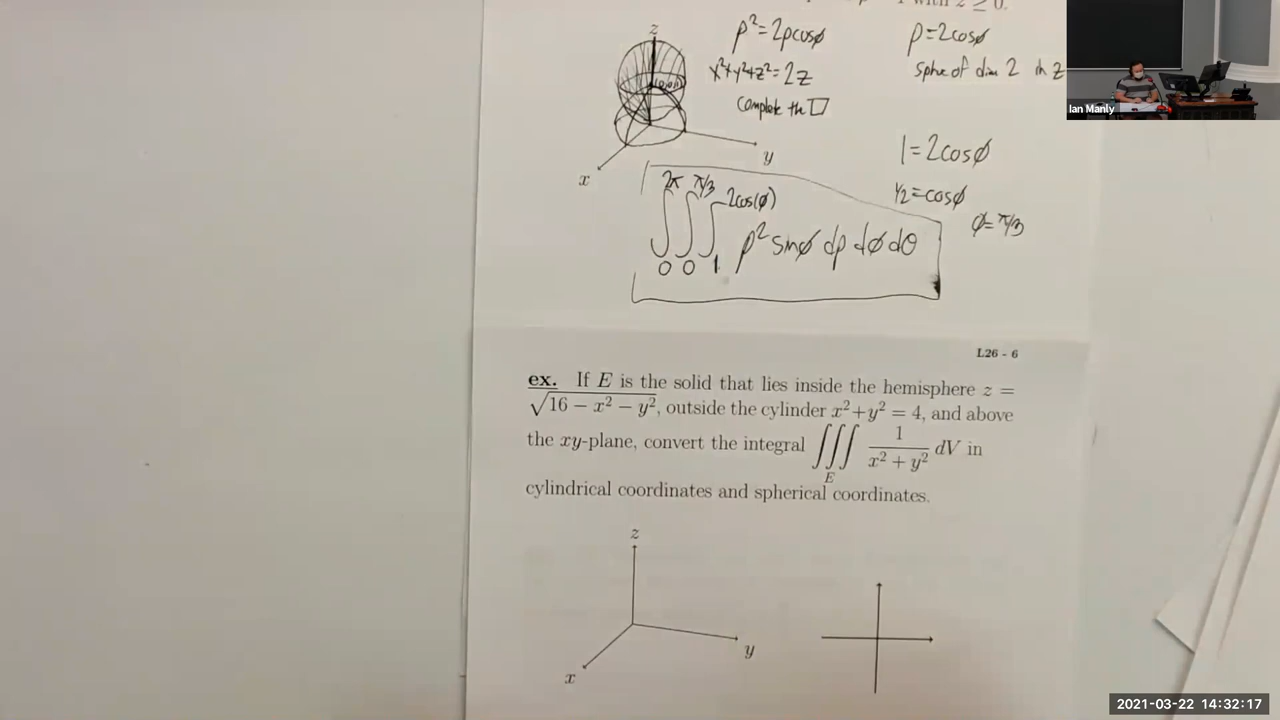 z ≥ 0.
z
ρ²=2ρcosϕ
ρ=2cosϕ
x²+y²+z²=2z
sphere of dim 2 in z
Complete the □
Ian Manly
1=2cosϕ
y
x
½=cosϕ
ϕ=π/3
2π π/3 2cos(ϕ)
∫∫∫ ρ² sinϕ dρ dϕ dθ
0 0 1
L26 - 6
ex. If E is the solid that lies inside the hemisphere z =
√16 − x² − y², outside the cylinder x²+y² = 4, and above
the xy-plane, convert the integral ∭E 1/(x² + y²) dV in
cylindrical coordinates and spherical coordinates.
z
y
x
2021-03-22 14:32:17